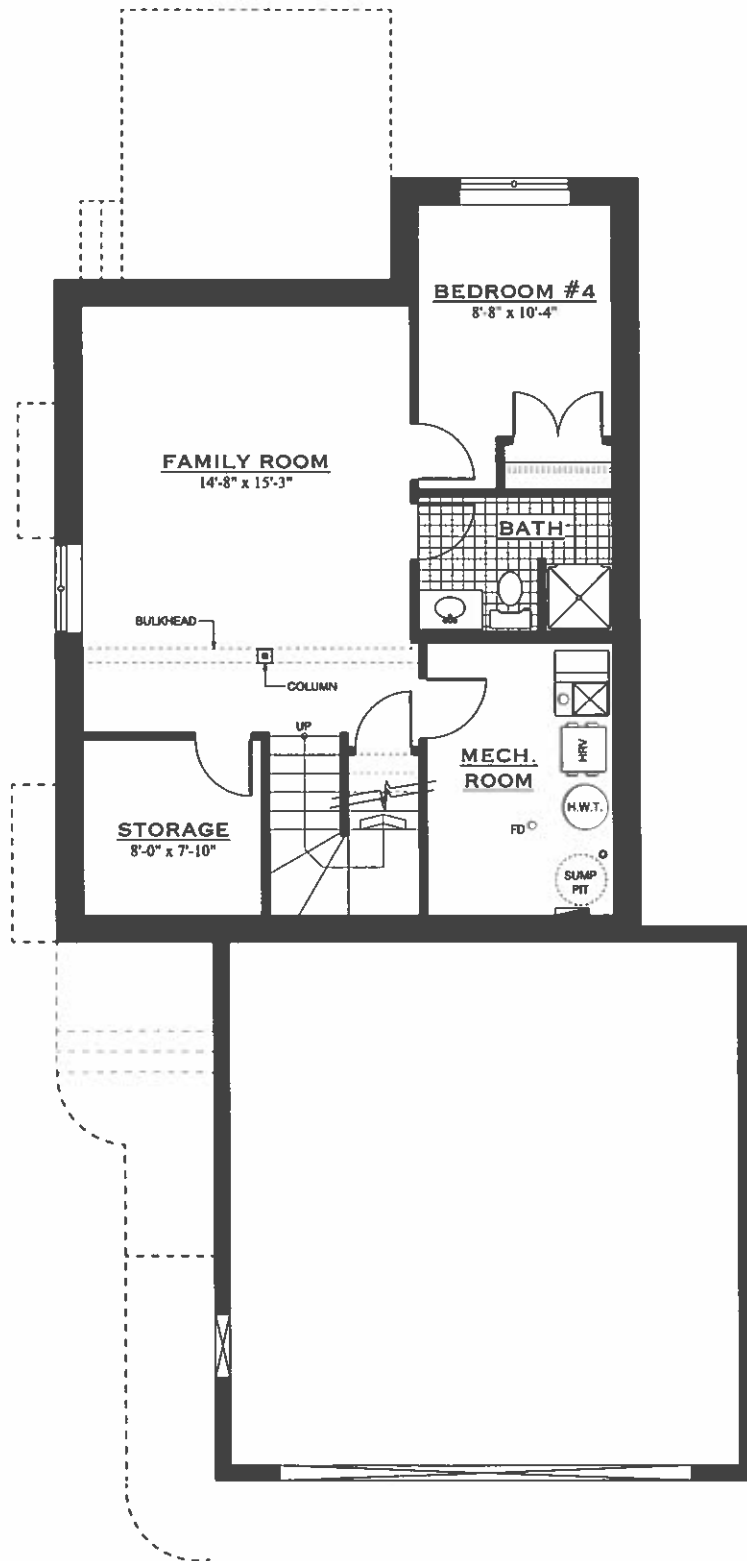 BEDROOM #4
8'-8" x 10'-4"
FAMILY ROOM
14'-8" x 15'-3"
BATH
BULKHEAD
COLUMN
UP
MECH.
ROOM
HRV
H.W.T.
FD
STORAGE
8'-0" x 7'-10"
SUMP
PIT